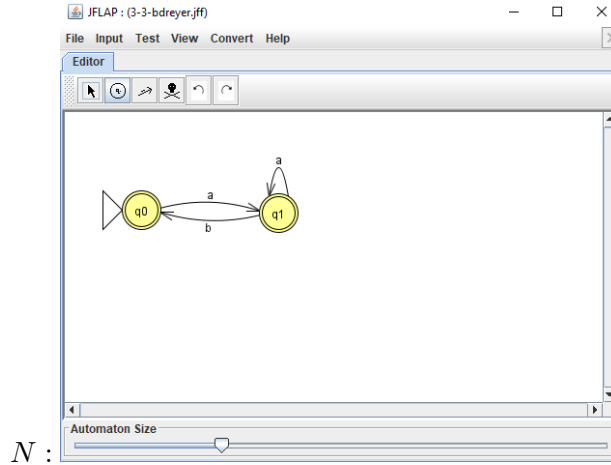 JFLAP : (3-3-bdreyer.jff)
File Input Test View Convert Help
Editor
a
a
q0
q1
b
Automaton Size
N :